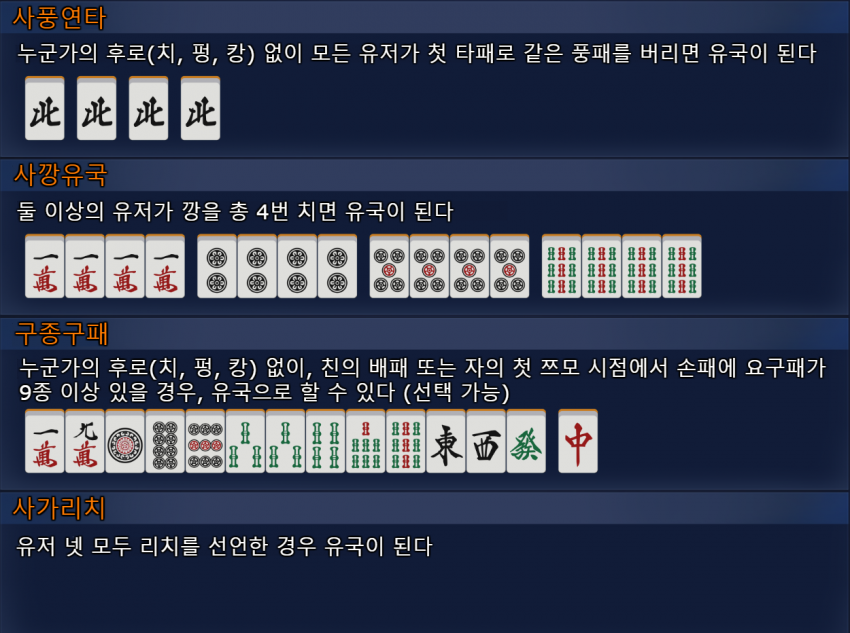 사풍연타
누군가의 후로(치, 펑, 캉) 없이 모든 유저가 첫 타패로 같은 풍패를 버리면 유국이 된다
北 北 北 北
사깡유국
둘 이상의 유저가 깡을 총 4번 치면 유국이 된다
一萬 一萬 一萬 一萬
구종구패
누군가의 후로(치, 펑, 캉) 없이, 친의 배패 또는 자의 첫 쯔모 시점에서 손패에 요구패가
9종 이상 있을 경우, 유국으로 할 수 있다 (선택 가능)
一萬 九萬 東 西 發 中
사가리치
유저 넷 모두 리치를 선언한 경우 유국이 된다